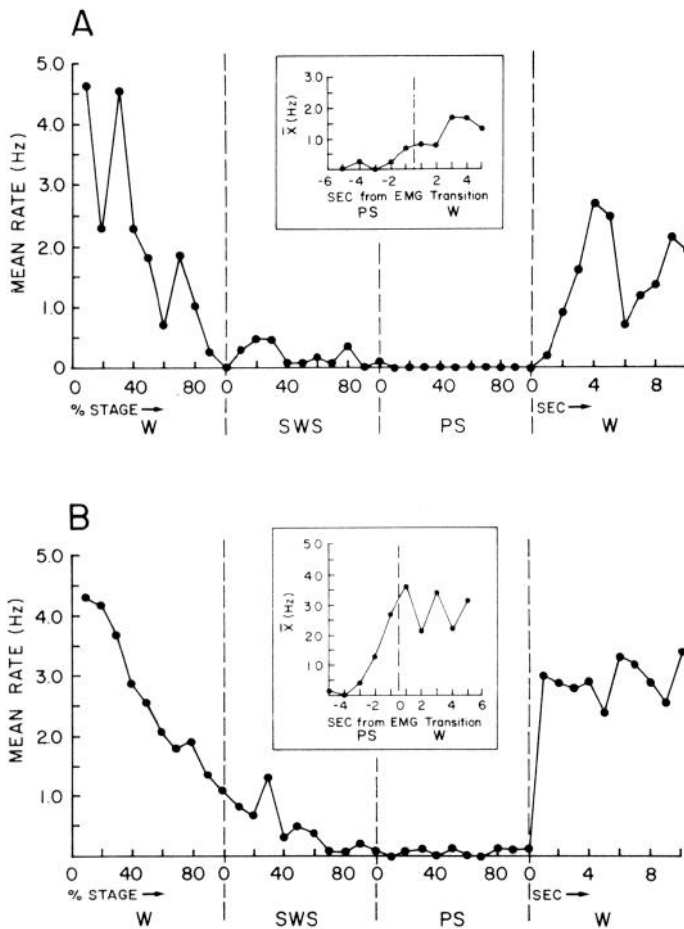 A
5.0
4.0
3.0
2.0
1.0
0
MEAN RATE (Hz)
3.0
2.0
1.0
X̄ (Hz)
-6 -2 2 4
SEC from EMG Transition
PS W
0 40 80 0 40 80 0 40 80 0 4 8
% STAGE → SEC →
W SWS PS W
B
5.0
4.0
3.0
2.0
1.0
0
MEAN RATE (Hz)
5.0
4.0
3.0
2.0
1.0
X̄ (Hz)
-4 -2 0 2 4 6
SEC from EMG Transition
PS W
0 40 80 0 40 80 0 40 80 0 4 8
% STAGE → SEC →
W SWS PS W